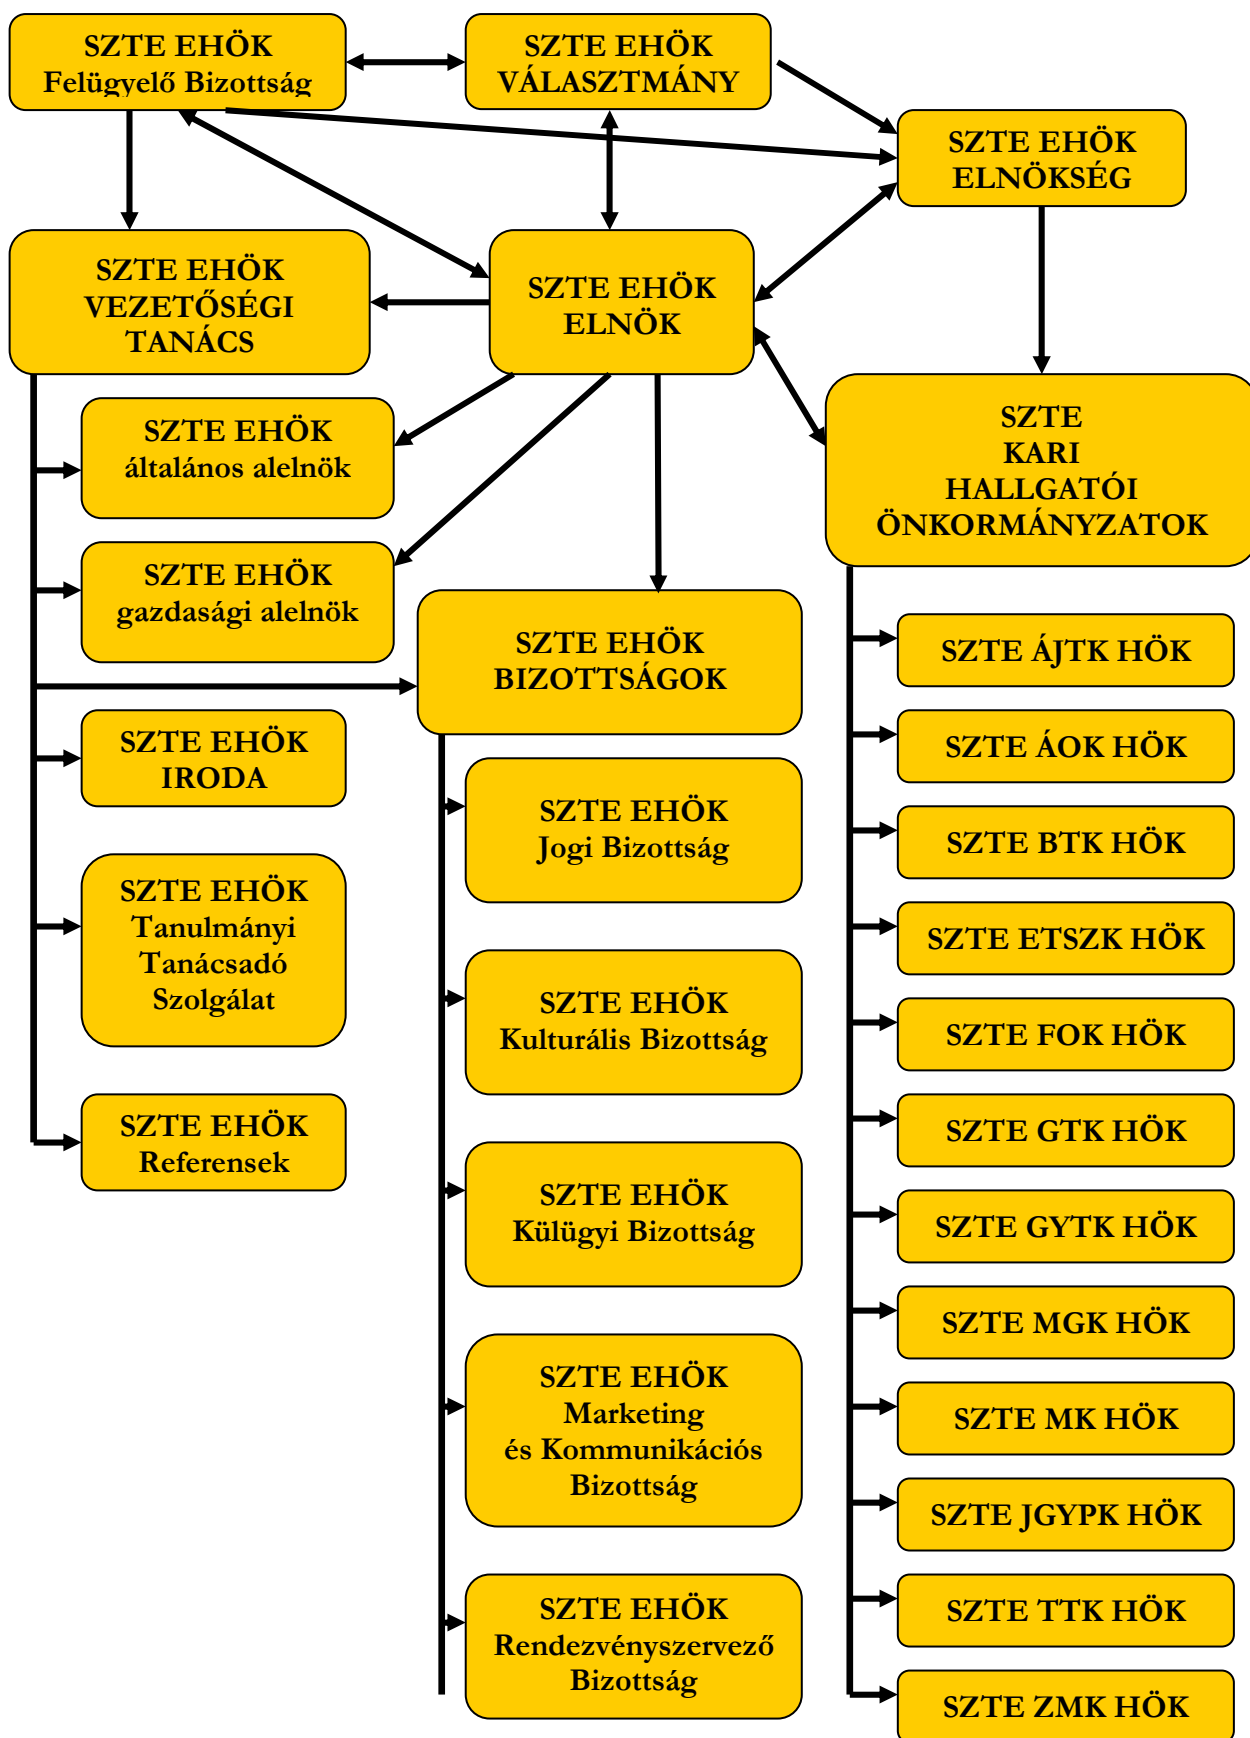 SZTE EHÖK
Felügyelő Bizottság
SZTE EHÖK
VÁLASZTMÁNY
SZTE EHÖK
ELNÖKSÉG
SZTE EHÖK
VEZETŐSÉGI
TANÁCS
SZTE EHÖK
ELNÖK
SZTE
KARI
HALLGATÓI
ÖNKORMÁNYZATOK
SZTE EHÖK
általános alelnök
SZTE EHÖK
gazdasági alelnök
SZTE EHÖK
IRODA
SZTE EHÖK
Tanulmányi
Tanácsadó
Szolgálat
SZTE EHÖK
Referensek
SZTE EHÖK
BIZOTTSÁGOK
SZTE EHÖK
Jogi Bizottság
SZTE EHÖK
Kulturális Bizottság
SZTE EHÖK
Külügyi Bizottság
SZTE EHÖK
Marketing
és Kommunikációs
Bizottság
SZTE EHÖK
Rendezvényszervező
Bizottság
SZTE ÁJTK HÖK
SZTE ÁOK HÖK
SZTE BTK HÖK
SZTE ETSZK HÖK
SZTE FOK HÖK
SZTE GTK HÖK
SZTE GYTK HÖK
SZTE MGK HÖK
SZTE MK HÖK
SZTE JGYPK HÖK
SZTE TTK HÖK
SZTE ZMK HÖK